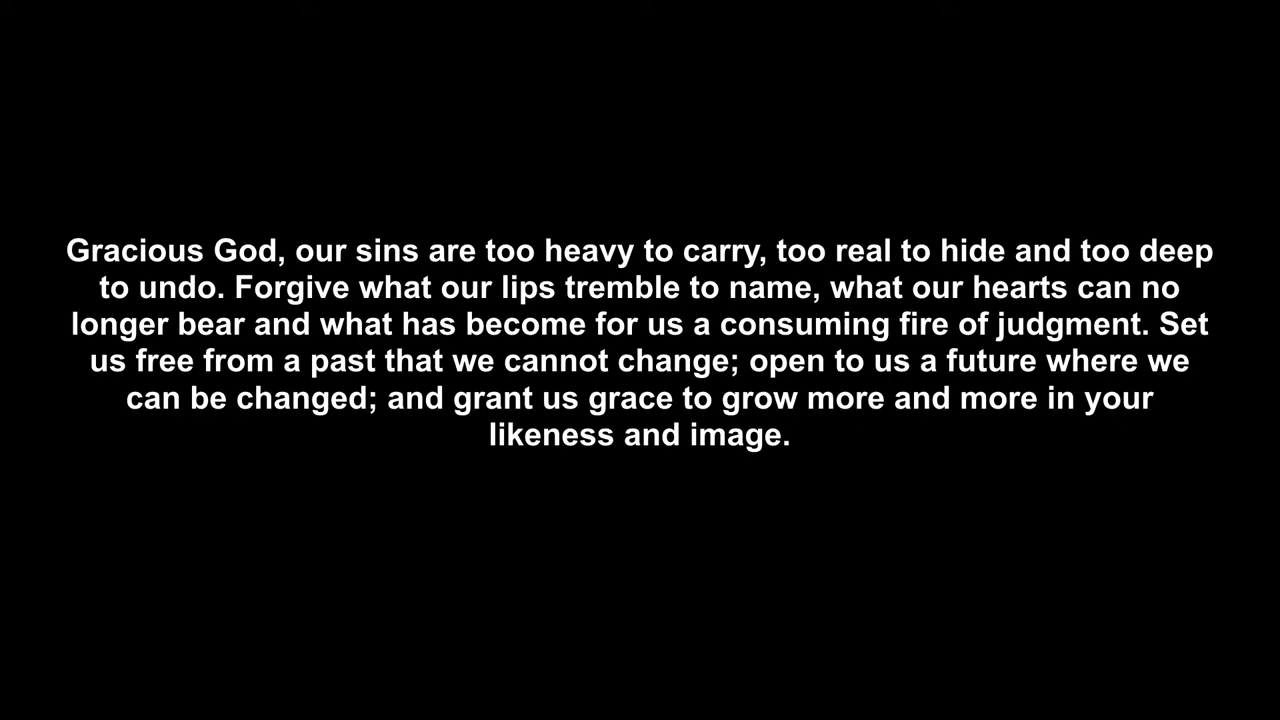 Gracious God, our sins are too heavy to carry, too real to hide and too deep
to undo. Forgive what our lips tremble to name, what our hearts can no
longer bear and what has become for us a consuming fire of judgment. Set
us free from a past that we cannot change; open to us a future where we
can be changed; and grant us grace to grow more and more in your
likeness and image.